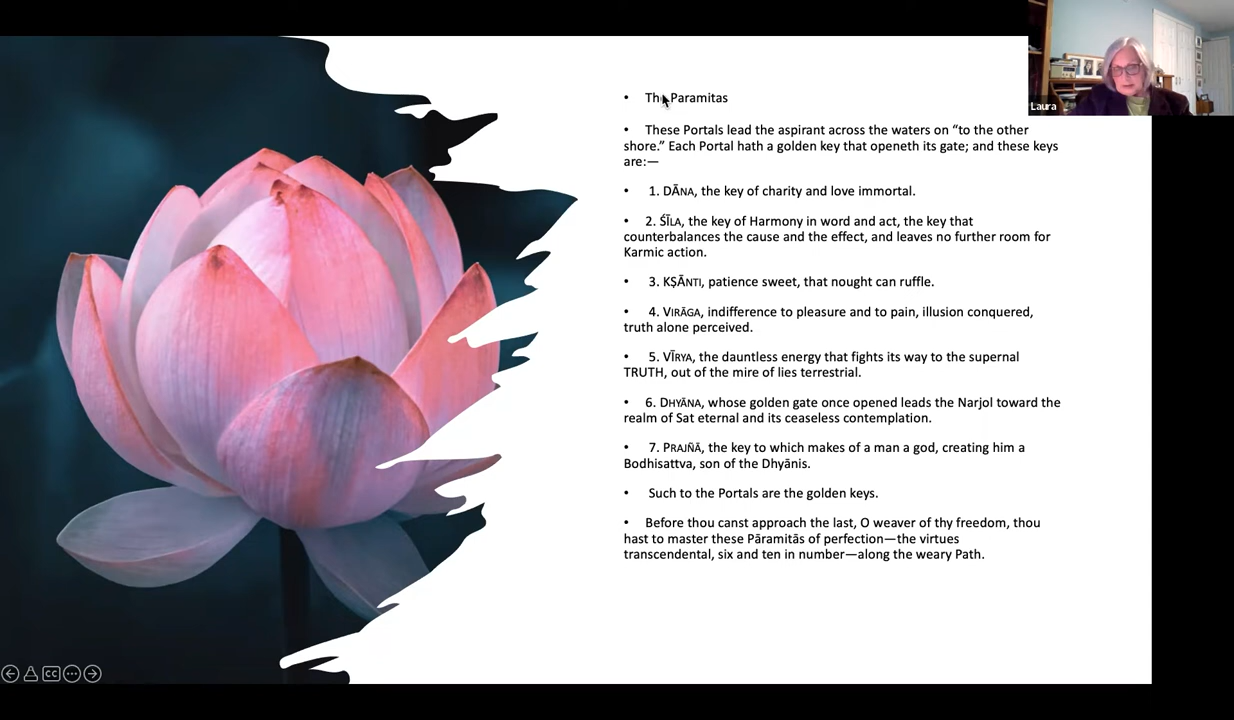 Laura
• The Paramitas
• These Portals lead the aspirant across the waters on “to the other
shore.” Each Portal hath a golden key that openeth its gate; and these keys
are:—
• 1. DĀNA, the key of charity and love immortal.
• 2. ŚĪLA, the key of Harmony in word and act, the key that
counterbalances the cause and the effect, and leaves no further room for
Karmic action.
• 3. KṢĀNTI, patience sweet, that nought can ruffle.
• 4. VIRĀGA, indifference to pleasure and to pain, illusion conquered,
truth alone perceived.
• 5. VĪRYA, the dauntless energy that fights its way to the supernal
TRUTH, out of the mire of lies terrestrial.
• 6. DHYĀNA, whose golden gate once opened leads the Narjol toward the
realm of Sat eternal and its ceaseless contemplation.
• 7. PRAJÑĀ, the key to which makes of a man a god, creating him a
Bodhisattva, son of the Dhyānis.
• Such to the Portals are the golden keys.
• Before thou canst approach the last, O weaver of thy freedom, thou
hast to master these Pāramitās of perfection—the virtues
transcendental, six and ten in number—along the weary Path.
CC